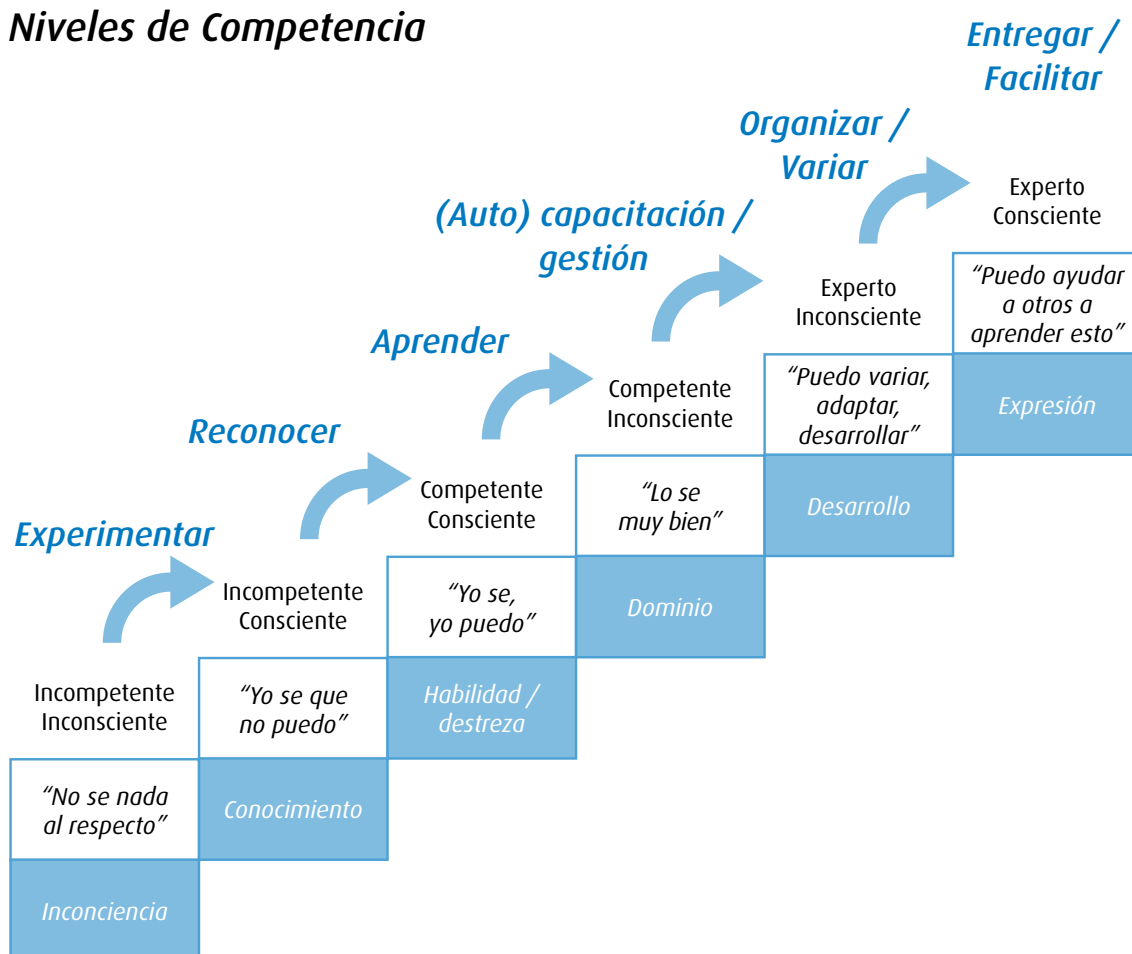 Niveles de Competencia
Entregar /
Facilitar
Organizar /
Variar
(Auto) capacitación /
gestión
Aprender
Reconocer
Experimentar
Experto
Consciente
“Puedo ayudar
a otros a
aprender esto”
Expresión
Experto
Inconsciente
“Puedo variar,
adaptar,
desarrollar”
Desarrollo
Competente
Inconsciente
“Lo se
muy bien”
Dominio
Competente
Consciente
“Yo se,
yo puedo”
Habilidad /
destreza
Incompetente
Consciente
“Yo se que
no puedo”
Conocimiento
Incompetente
Inconsciente
“No se nada
al respecto”
Inconciencia